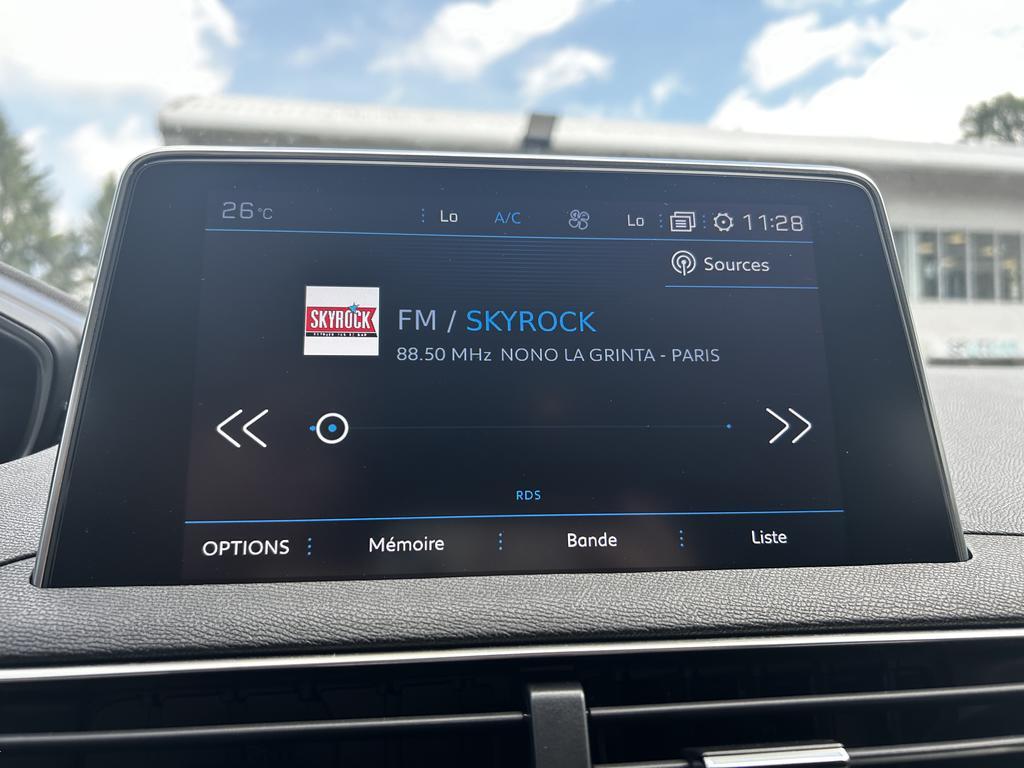 26°C Lo A/C Lo 11:28
Sources
SKYROCK
FM / SKYROCK
88.50 MHz NONO LA GRINTA - PARIS
RDS
OPTIONS Mémoire Bande Liste